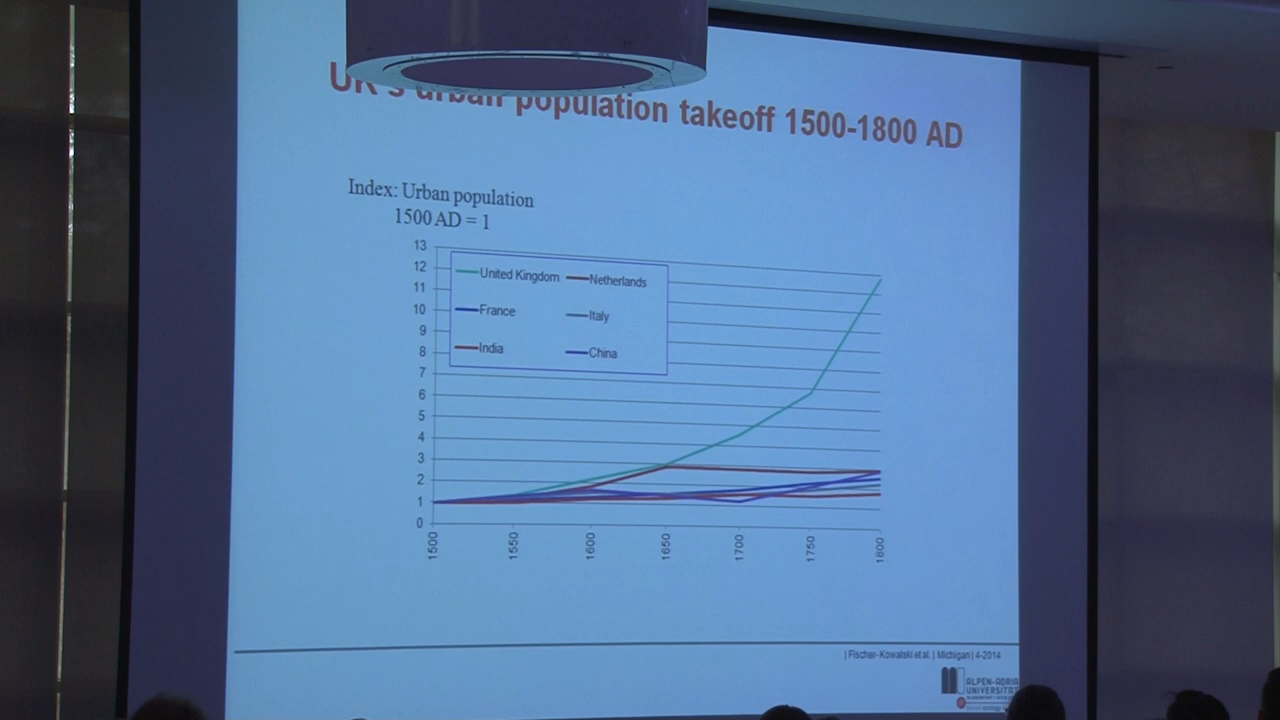 UK's urban population takeoff 1500-1800 AD
Index: Urban population
1500 AD = 1
13
12
11
10
9
8
7
6
5
4
3
2
1
0
United Kingdom
Netherlands
France
Italy
India
China
1500
1550
1600
1650
1700
1750
1800
| Fischer-Kowalski et al. | Michigan | 4-2014
ALPEN-ADRIA
UNIVERSITÄT